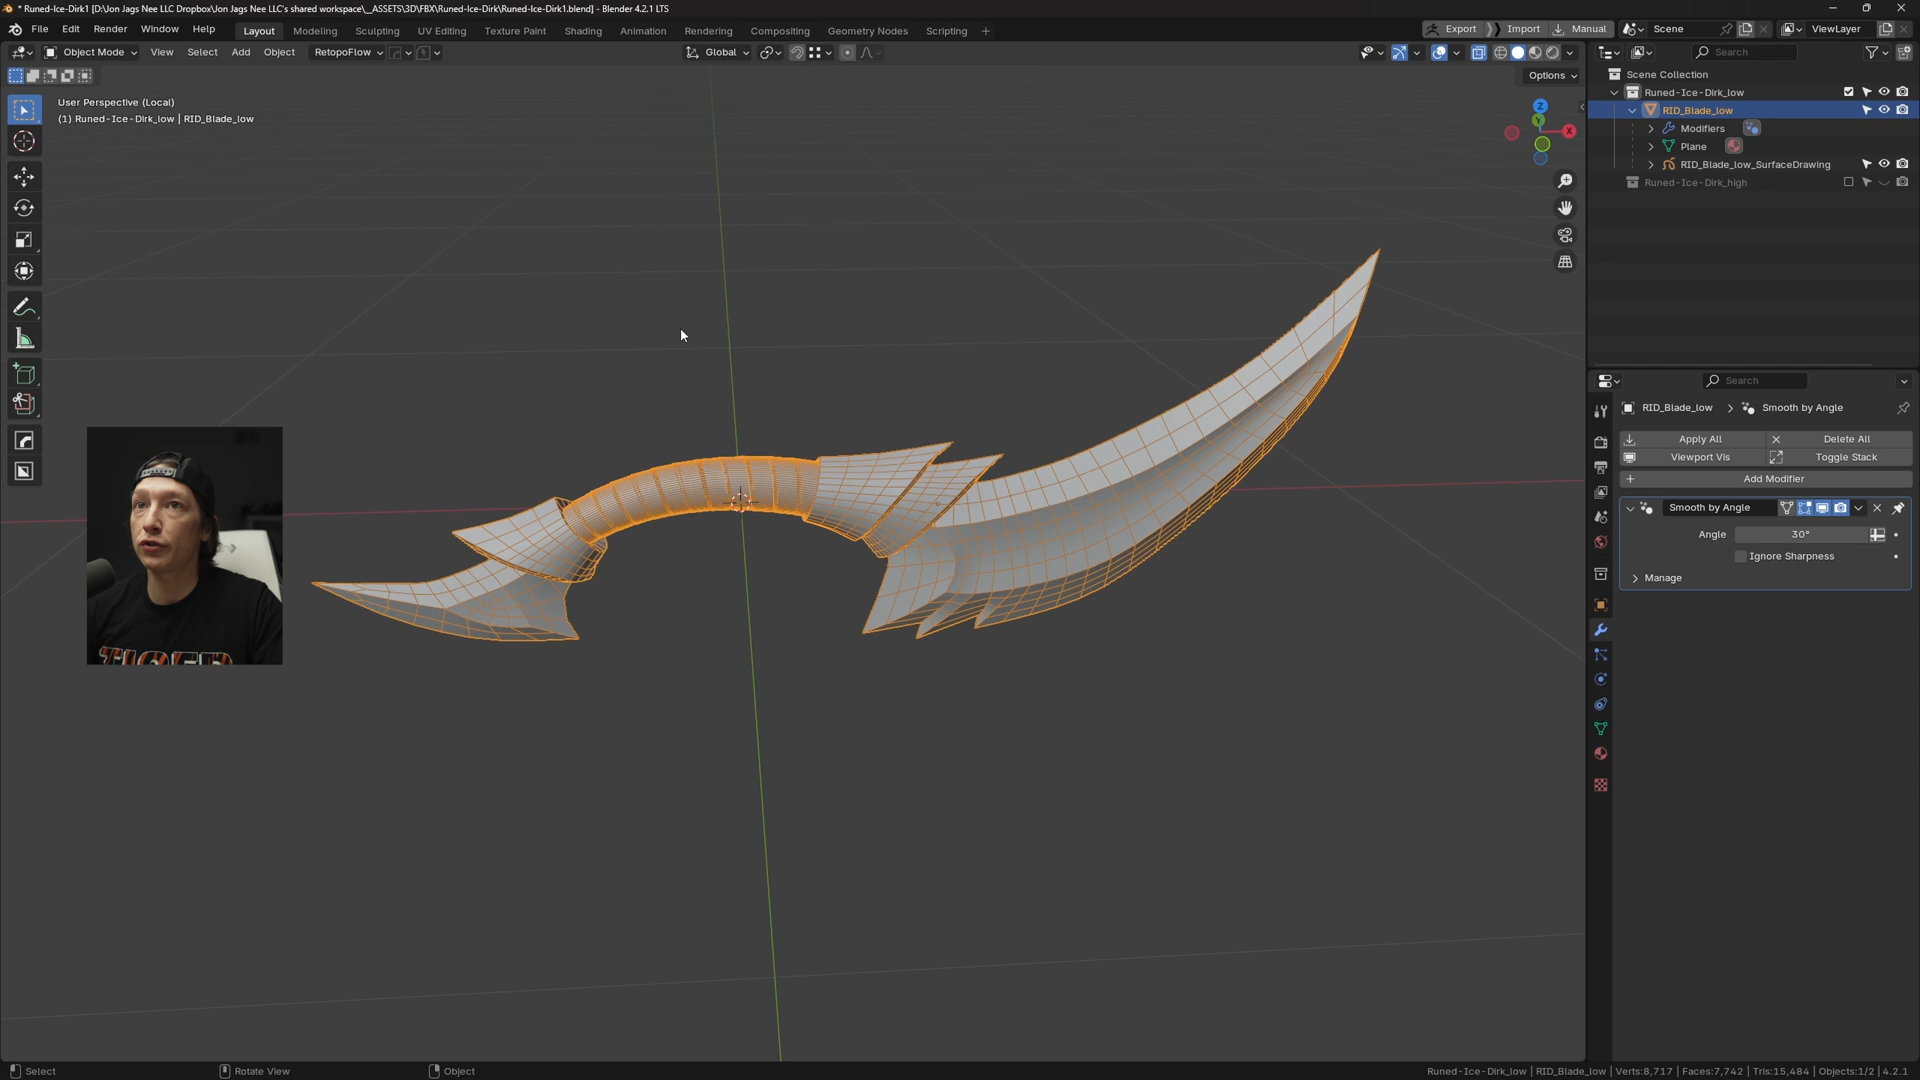 * Runed-Ice-Dirk1 [D:\Jon Jags Nee LLC Dropbox\Jon Jags Nee LLC's shared workspace\__ASSETS\3D\FBX\Runed-Ice-Dirk\Runed-Ice-Dirk1.blend] - Blender 4.2.1 LTS
File Edit Render Window Help Layout Modeling Sculpting UV Editing Texture Paint Shading Animation Rendering Compositing Geometry Nodes Scripting + Export Import Manual Scene ViewLayer
Object Mode View Select Add Object RetopoFlow Global Search
Options
Scene Collection
User Perspective (Local)
(1) Runed-Ice-Dirk_low | RID_Blade_low
Runed-Ice-Dirk_low
RID_Blade_low
Modifiers
Plane
RID_Blade_low_SurfaceDrawing
Runed-Ice-Dirk_high
Z
Y
X
Search
RID_Blade_low > Smooth by Angle
Apply All Delete All
Viewport Vis Toggle Stack
Add Modifier
Smooth by Angle
Angle 30°
Ignore Sharpness
Manage
TIGER
Select Rotate View Object Runed-Ice-Dirk_low | RID_Blade_low | Verts:8,717 | Faces:7,742 | Tris:15,484 | Objects:1/2 | 4.2.1